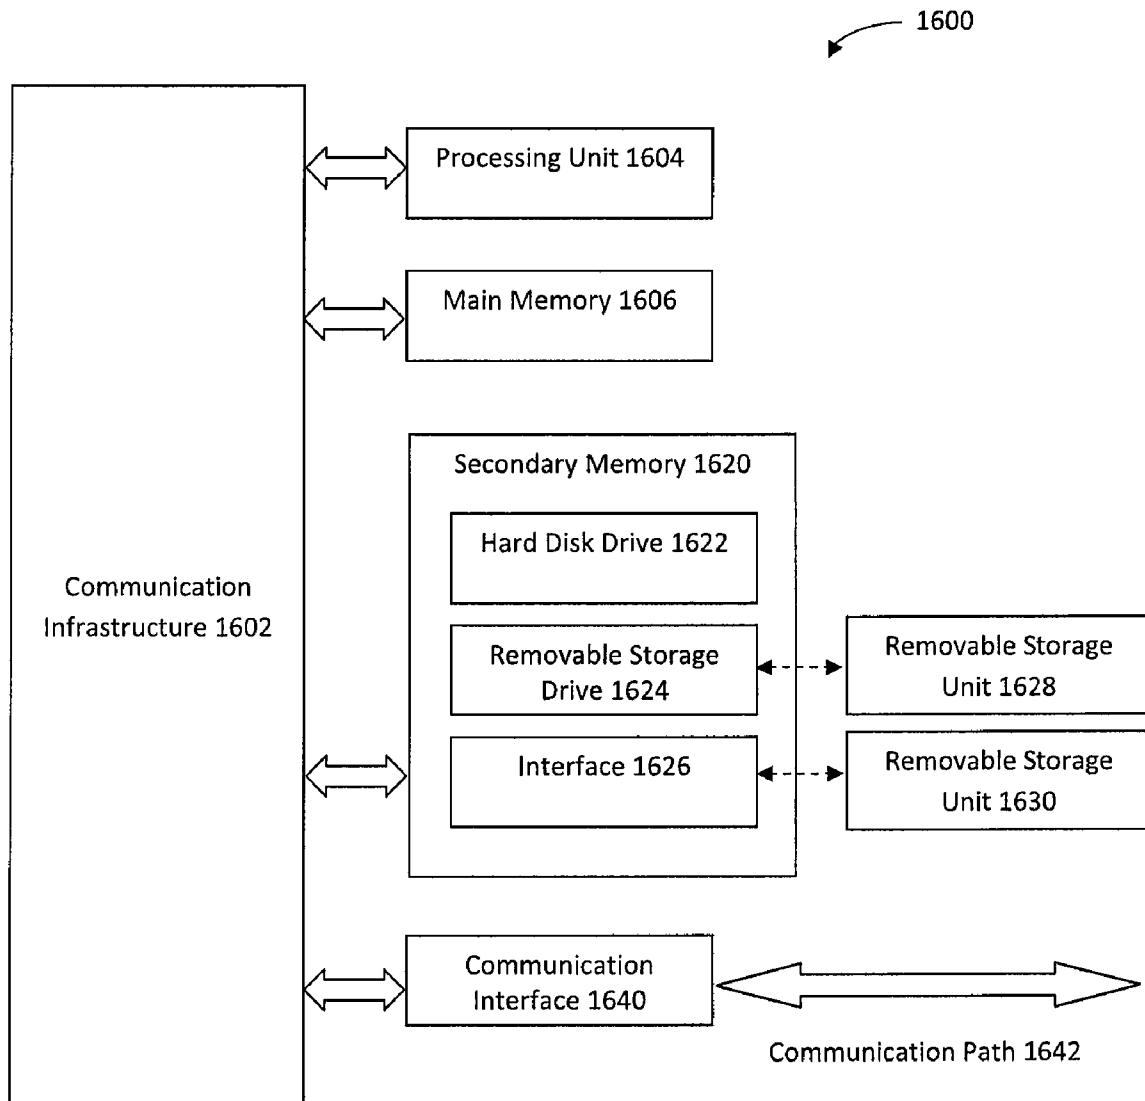 1600
Processing Unit 1604
Main Memory 1606
Secondary Memory 1620
Hard Disk Drive 1622
Communication
Infrastructure 1602
Removable Storage
Drive 1624
Removable Storage
Unit 1628
Interface 1626
Removable Storage
Unit 1630
Communication
Interface 1640
Communication Path 1642